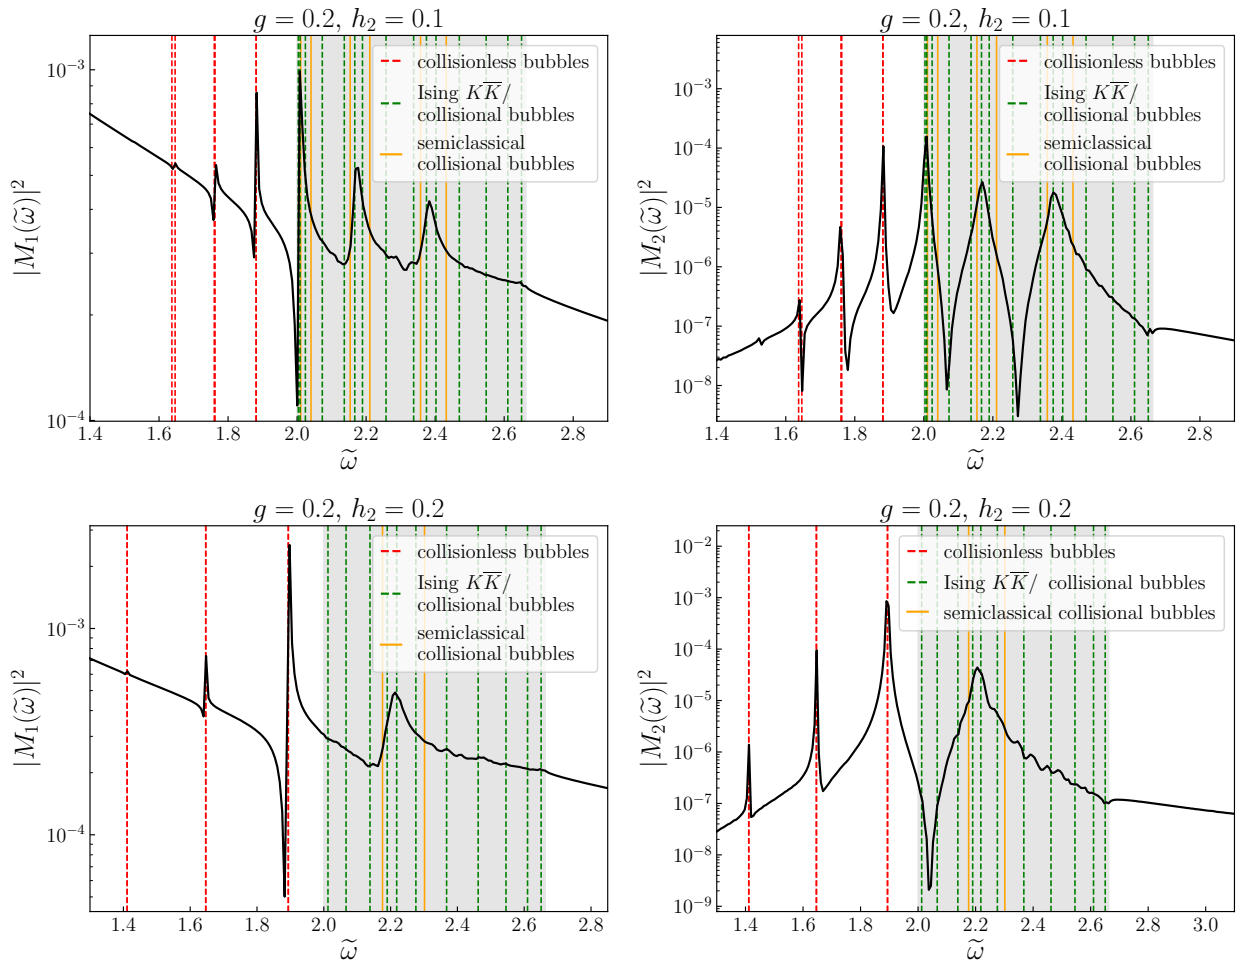 g = 0.2, h₂ = 0.1
10⁻³
10⁻⁴
|M₁(ω̃)|²
collisionless bubbles
Ising KK̅/
collisional bubbles
semiclassical
collisional bubbles
1.4 1.6 1.8 2.0 2.2 2.4 2.6 2.8
ω̃
g = 0.2, h₂ = 0.1
10⁻³
10⁻⁴
10⁻⁵
10⁻⁶
10⁻⁷
10⁻⁸
|M₂(ω̃)|²
collisionless bubbles
Ising KK̅/
collisional bubbles
semiclassical
collisional bubbles
1.4 1.6 1.8 2.0 2.2 2.4 2.6 2.8
ω̃
g = 0.2, h₂ = 0.2
10⁻³
10⁻⁴
|M₁(ω̃)|²
collisionless bubbles
Ising KK̅/
collisional bubbles
semiclassical
collisional bubbles
1.4 1.6 1.8 2.0 2.2 2.4 2.6 2.8
ω̃
g = 0.2, h₂ = 0.2
10⁻²
10⁻³
10⁻⁴
10⁻⁵
10⁻⁶
10⁻⁷
10⁻⁸
10⁻⁹
|M₂(ω̃)|²
collisionless bubbles
Ising KK̅/ collisional bubbles
semiclassical collisional bubbles
1.4 1.6 1.8 2.0 2.2 2.4 2.6 2.8 3.0
ω̃